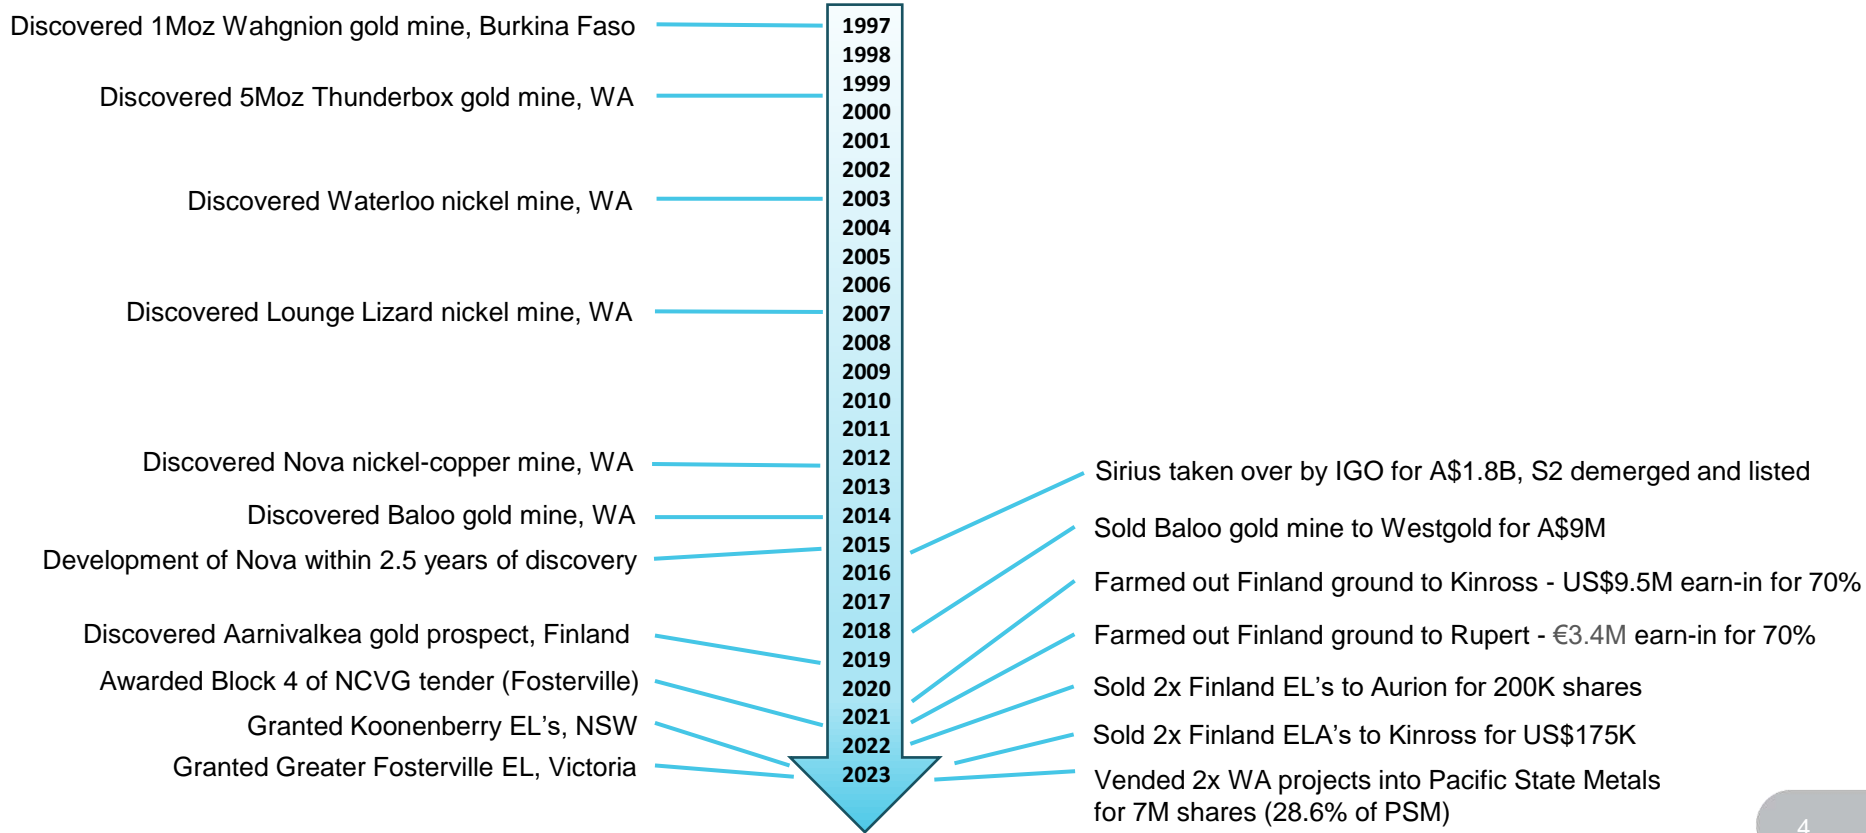 Discovered 1Moz Wahgnion gold mine, Burkina Faso
Discovered 5Moz Thunderbox gold mine, WA
Discovered Waterloo nickel mine, WA
Discovered Lounge Lizard nickel mine, WA
Discovered Nova nickel-copper mine, WA
Discovered Baloo gold mine, WA
Development of Nova within 2.5 years of discovery
Discovered Aarnivalkea gold prospect, Finland
Awarded Block 4 of NCVG tender (Fosterville)
Granted Koonenberry EL's, NSW
Granted Greater Fosterville EL, Victoria
1997
1998
1999
2000
2001
2002
2003
2004
2005
2006
2007
2008
2009
2010
2011
2012
2013
2014
2015
2016
2017
2018
2019
2020
2021
2022
2023
Sirius taken over by IGO for A$1.8B, S2 demerged and listed
Sold Baloo gold mine to Westgold for A$9M
Farmed out Finland ground to Kinross - US$9.5M earn-in for 70%
Farmed out Finland ground to Rupert - €3.4M earn-in for 70%
Sold 2x Finland EL's to Aurion for 200K shares
Sold 2x Finland ELA's to Kinross for US$175K
Vended 2x WA projects into Pacific State Metals
for 7M shares (28.6% of PSM)
4